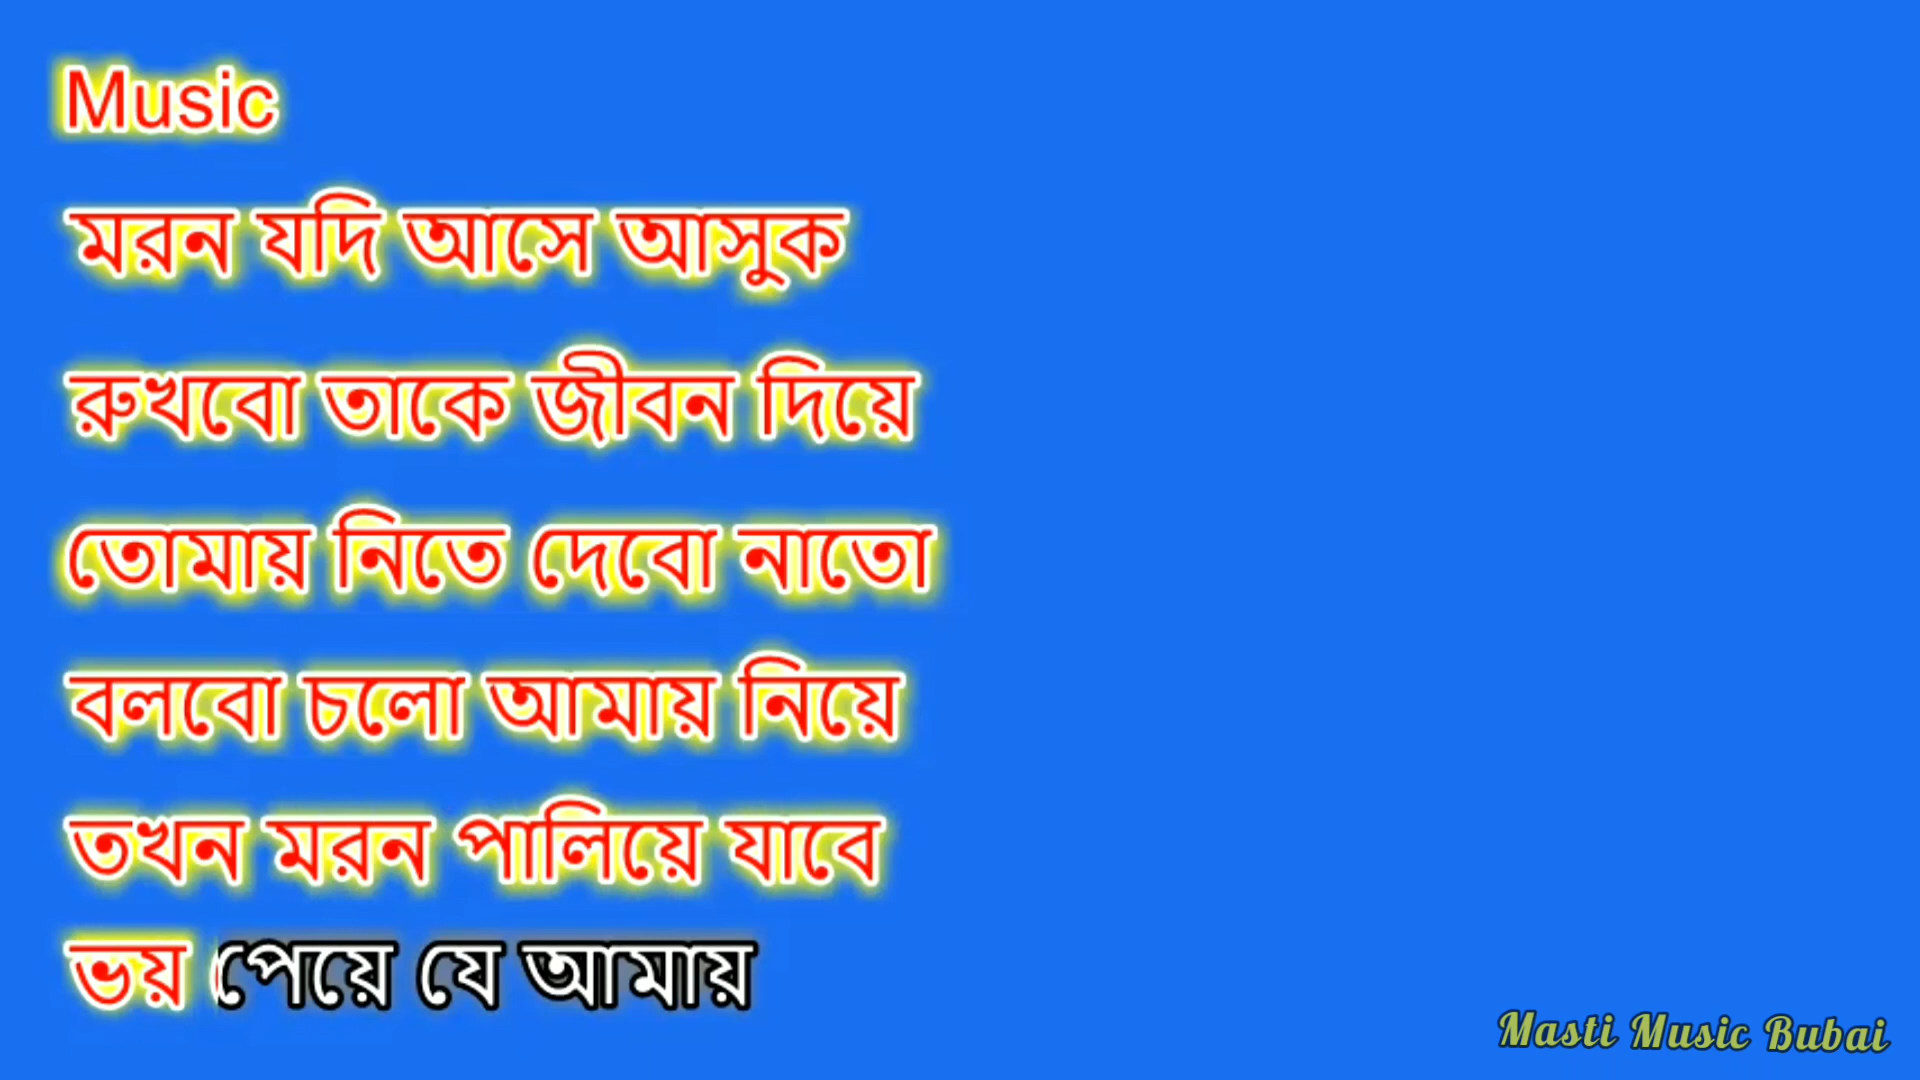 Music
মরন যদি আসে আসুক
রুখবো তাকে জীবন দিয়ে
তোমায় নিতে দেবো নাতো
বলবো চলো আমায় নিয়ে
তখন মরন পালিয়ে যাবে
ভয় পেয়ে যে আমায়
Masti Music Bubai